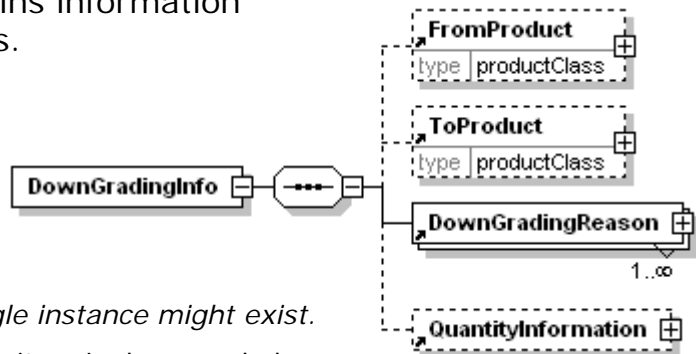 ins information
s.
FromProduct
type productClass
ToProduct
type productClass
DownGradingInfo
DownGradingReason
1..∞
gle instance might exist.
QuantityInformation